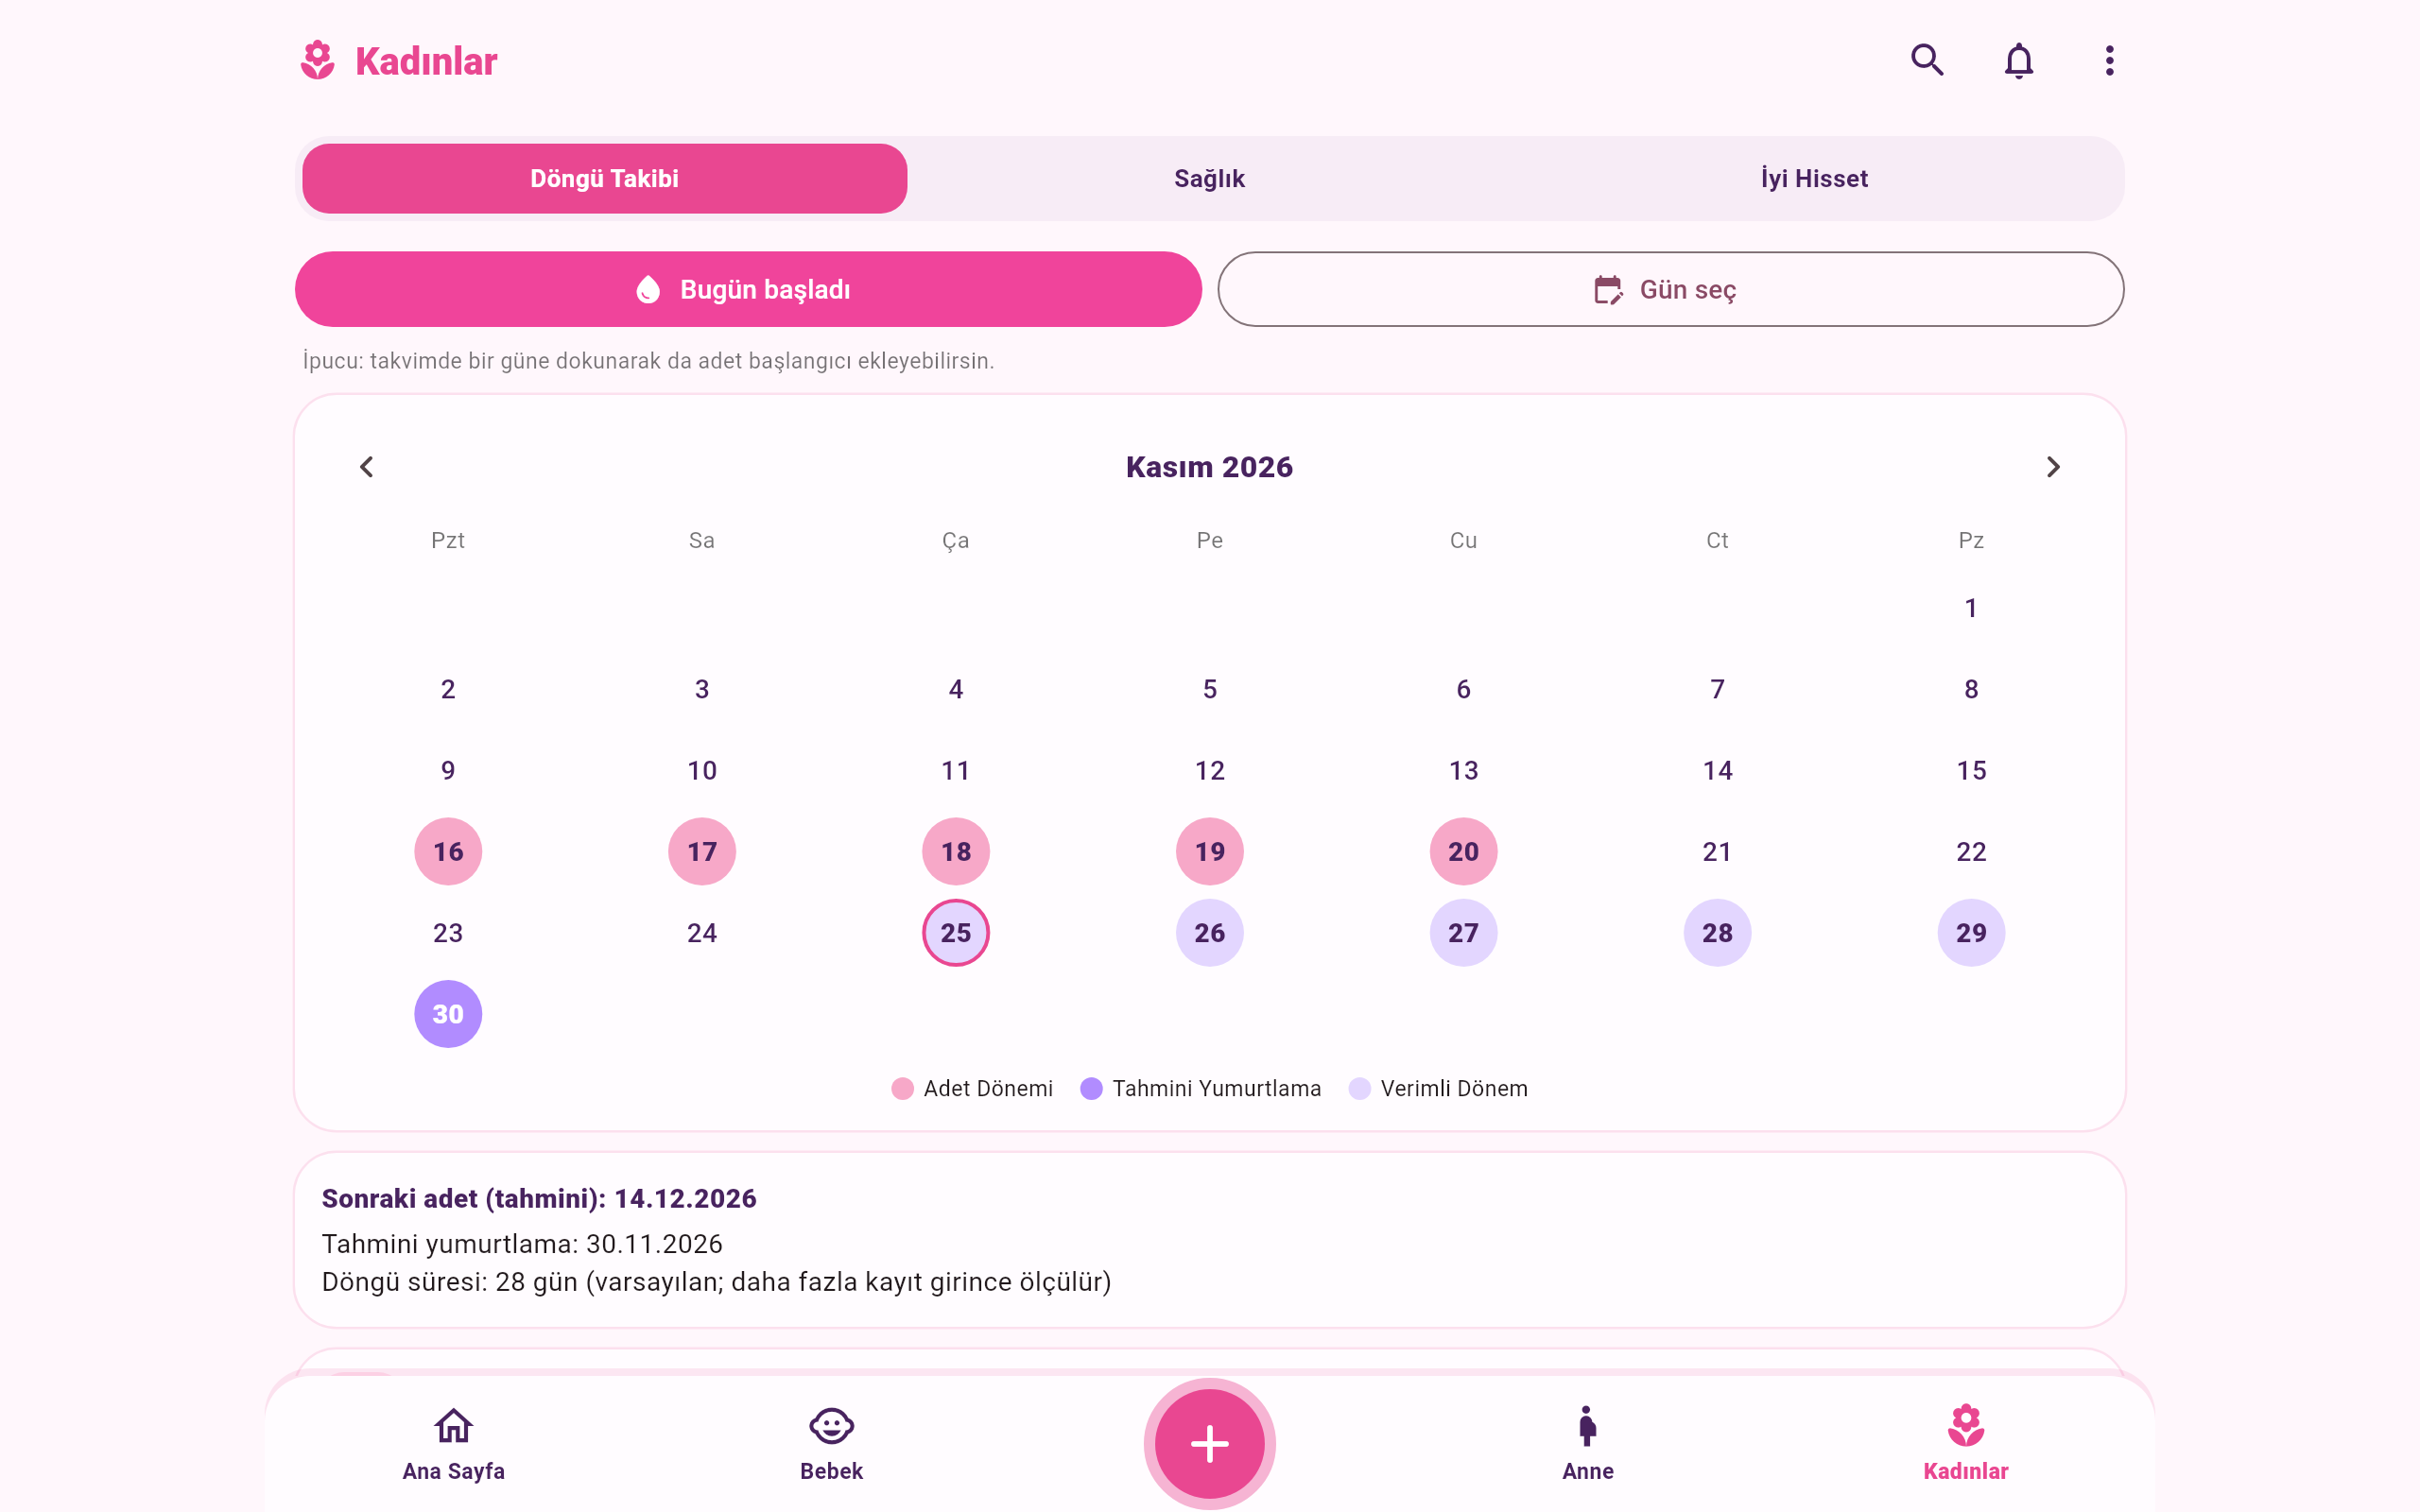 Kadınlar
Döngü Takibi Sağlık İyi Hisset
Bugün başladı Gün seç
İpucu: takvimde bir güne dokunarak da adet başlangıcı ekleyebilirsin.
Kasım 2026
Pzt Sa Ça Pe Cu Ct Pz
1
2 3 4 5 6 7 8
9 10 11 12 13 14 15
16 17 18 19 20 21 22
23 24 25 26 27 28 29
30
Adet Dönemi Tahmini Yumurtlama Verimli Dönem
Sonraki adet (tahmini): 14.12.2026
Tahmini yumurtlama: 30.11.2026
Döngü süresi: 28 gün (varsayılan; daha fazla kayıt girince ölçülür)
Ana Sayfa Bebek Anne Kadınlar